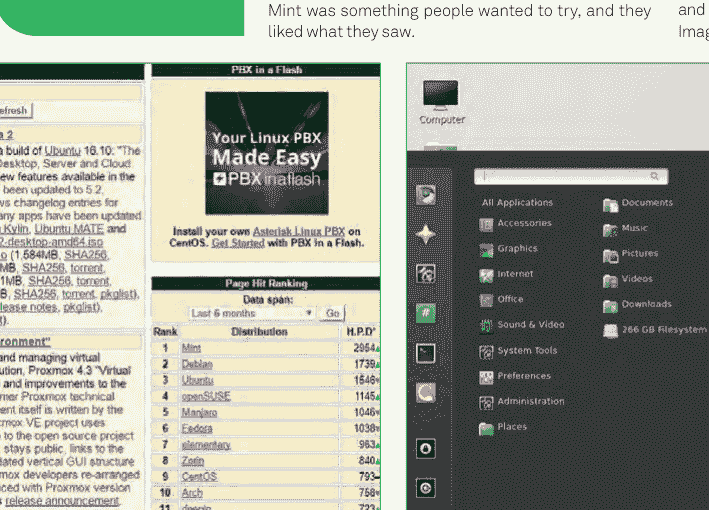 Mint was something people wanted to try, and they
liked what they saw.
and
Imag
efresh
a 2
a build of Ubuntu 16.10: "The
Desktop, Server and Cloud
ew features available in the
been updated to 5.2,
ws changelog entries for
any apps have been updated
Kylin, Ubuntu MATE and
2-desktop-amd64.iso
o (1,584MB, SHA256,
MB, SHA256, torrent,
1MB, SHA256, torrent,
B, SHA256, torrent, pkglist),
lease notes, pkglist),
).
ronment"
and managing virtual
ution, Proxmox 4.3 "Virtual
and improvements to the
mer Proxmox technical
ent itself is written by the
xmox VE project uses
to the open source project
stays public, links to the
dated vertical GUI structure
mox developers re-arranged
ced with Proxmox version
s release announcement.
PBX in a Flash
Your Linux PBX
Made Easy
PBXinaflash
Install your own Asterisk Linux PBX on
CentOS. Get Started with PBX in a Flash.
Page Hit Ranking
Data span:
Last 6 months Go
Rank Distribution H.P.D*
1 Mint 2954
2 Debian 1739
3 Ubuntu 1546
4 openSUSE 1145
5 Manjaro 1046
6 Fedora 1038
7 elementary 963
8 Zorin 840
9 CentOS 793
10 Arch 758
11 deepin 723
Computer
All Applications
Accessories
Graphics
Internet
Office
Sound & Video
System Tools
Preferences
Administration
Places
Documents
Music
Pictures
Videos
Downloads
266 GB Filesystem